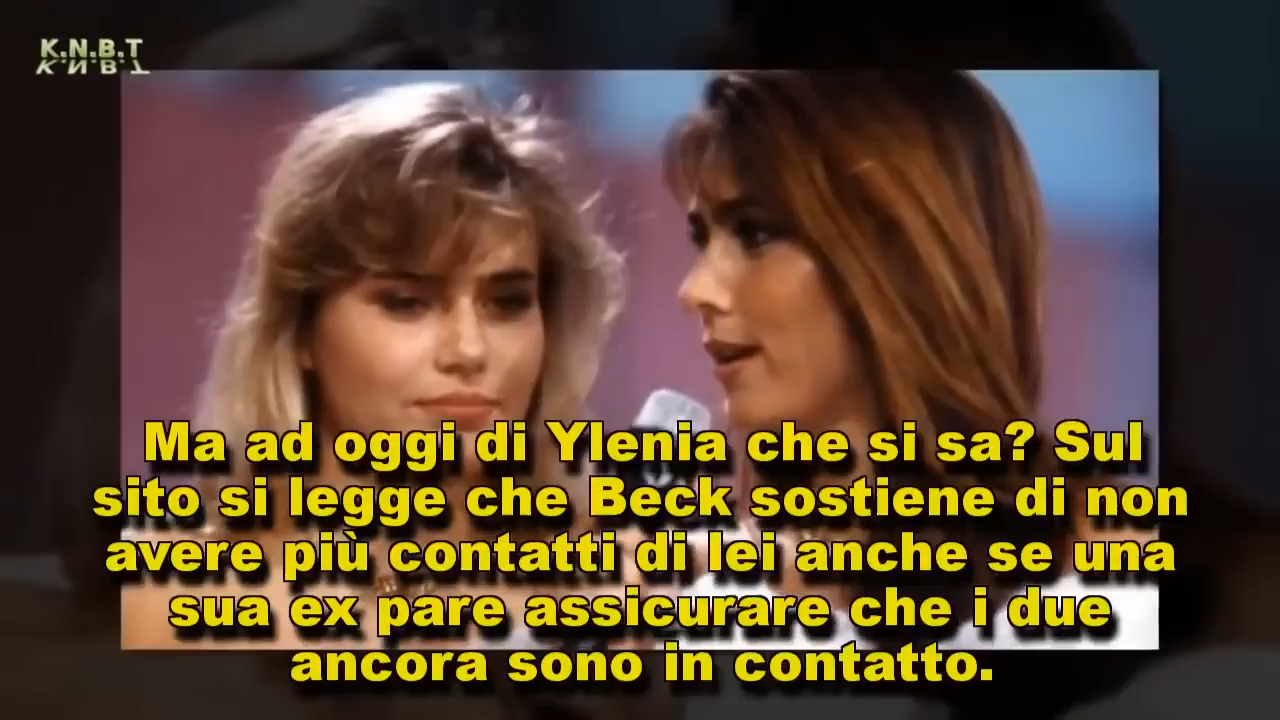 K.N.B.T
Ma ad oggi di Ylenia che si sa? Sul
sito si legge che Beck sostiene di non
avere più contatti di lei anche se una
sua ex pare assicurare che i due
ancora sono in contatto.